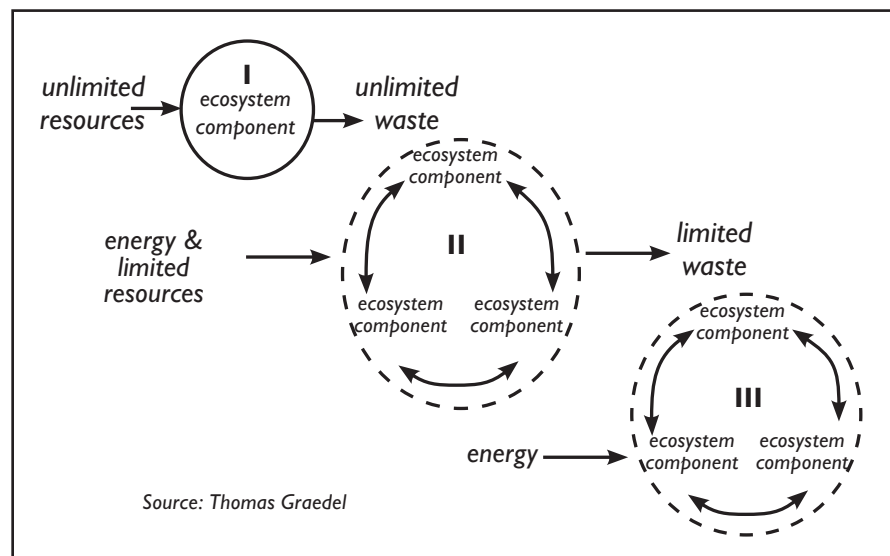 unlimited
resources
I
ecosystem
component
unlimited
waste
energy &
limited
resources
ecosystem
component
II
ecosystem
component
ecosystem
component
limited
waste
energy
ecosystem
component
III
ecosystem
component
ecosystem
component
Source: Thomas Graedel